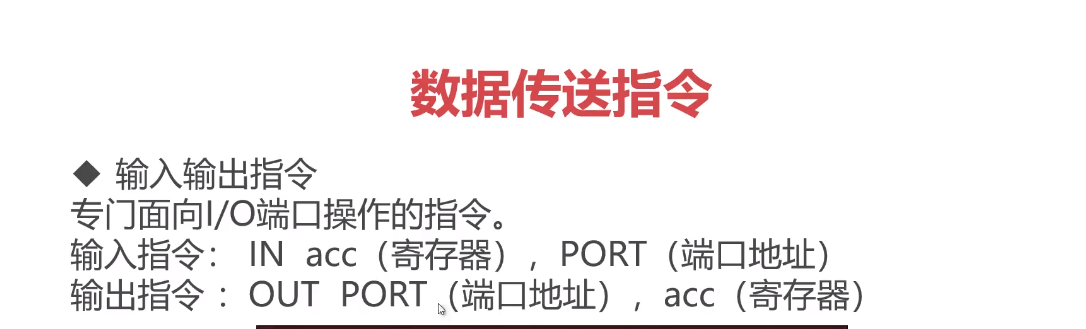 数据传送指令
◆ 输入输出指令
专门面向I/O端口操作的指令。
输入指令： IN acc（寄存器）, PORT（端口地址）
输出指令 ： OUT PORT（端口地址）, acc（寄存器）